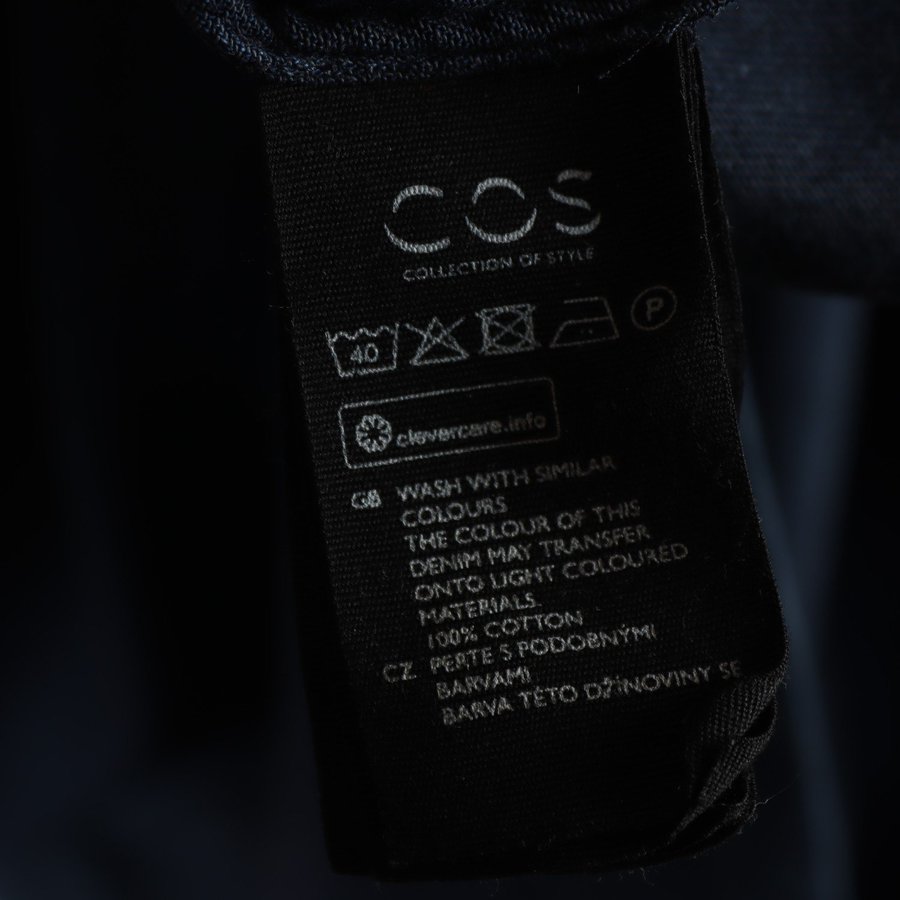 COS
COLLECTION OF STYLE
40
P
clevercare.info
GB WASH WITH SIMILAR
COLOURS
THE COLOUR OF THIS
DENIM MAY TRANSFER
ONTO LIGHT COLOURED
MATERIALS.
100% COTTON
CZ PERTE S PODOBNÝMI
BARVAMI
BARVA TÉTO DŽÍNOVINY SE